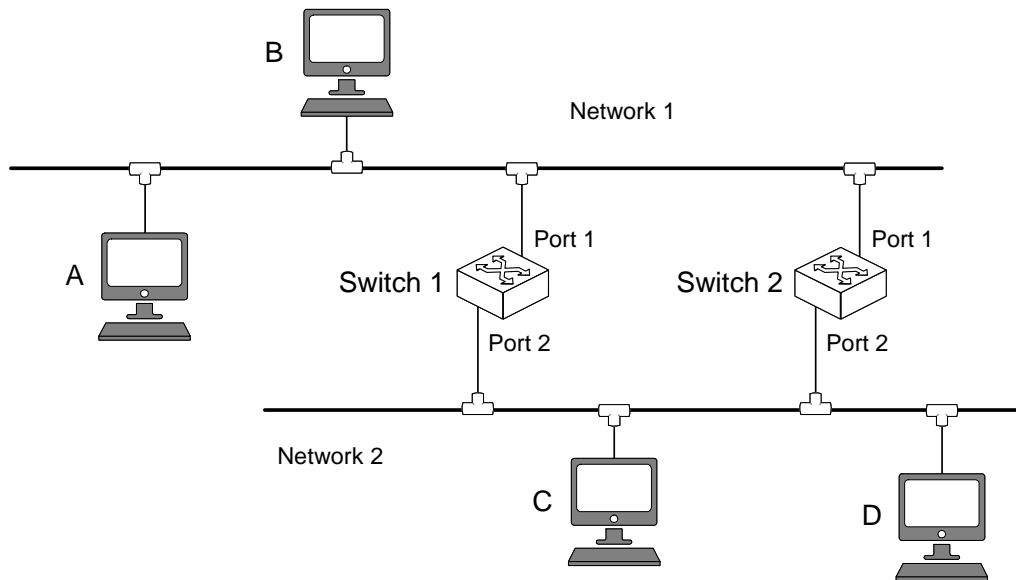 B
Network 1
A
Port 1
Port 1
Switch 1
Switch 2
Port 2
Port 2
Network 2
C
D